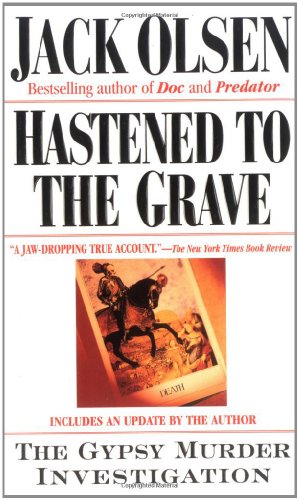 JACK OLSEN
Bestselling author of Doc and Predator
HASTENED TO
THE GRAVE
"A JAW-DROPPING TRUE ACCOUNT."—The New York Times Book Review
DEATH
INCLUDES AN UPDATE BY THE AUTHOR
THE GYPSY MURDER
INVESTIGATION